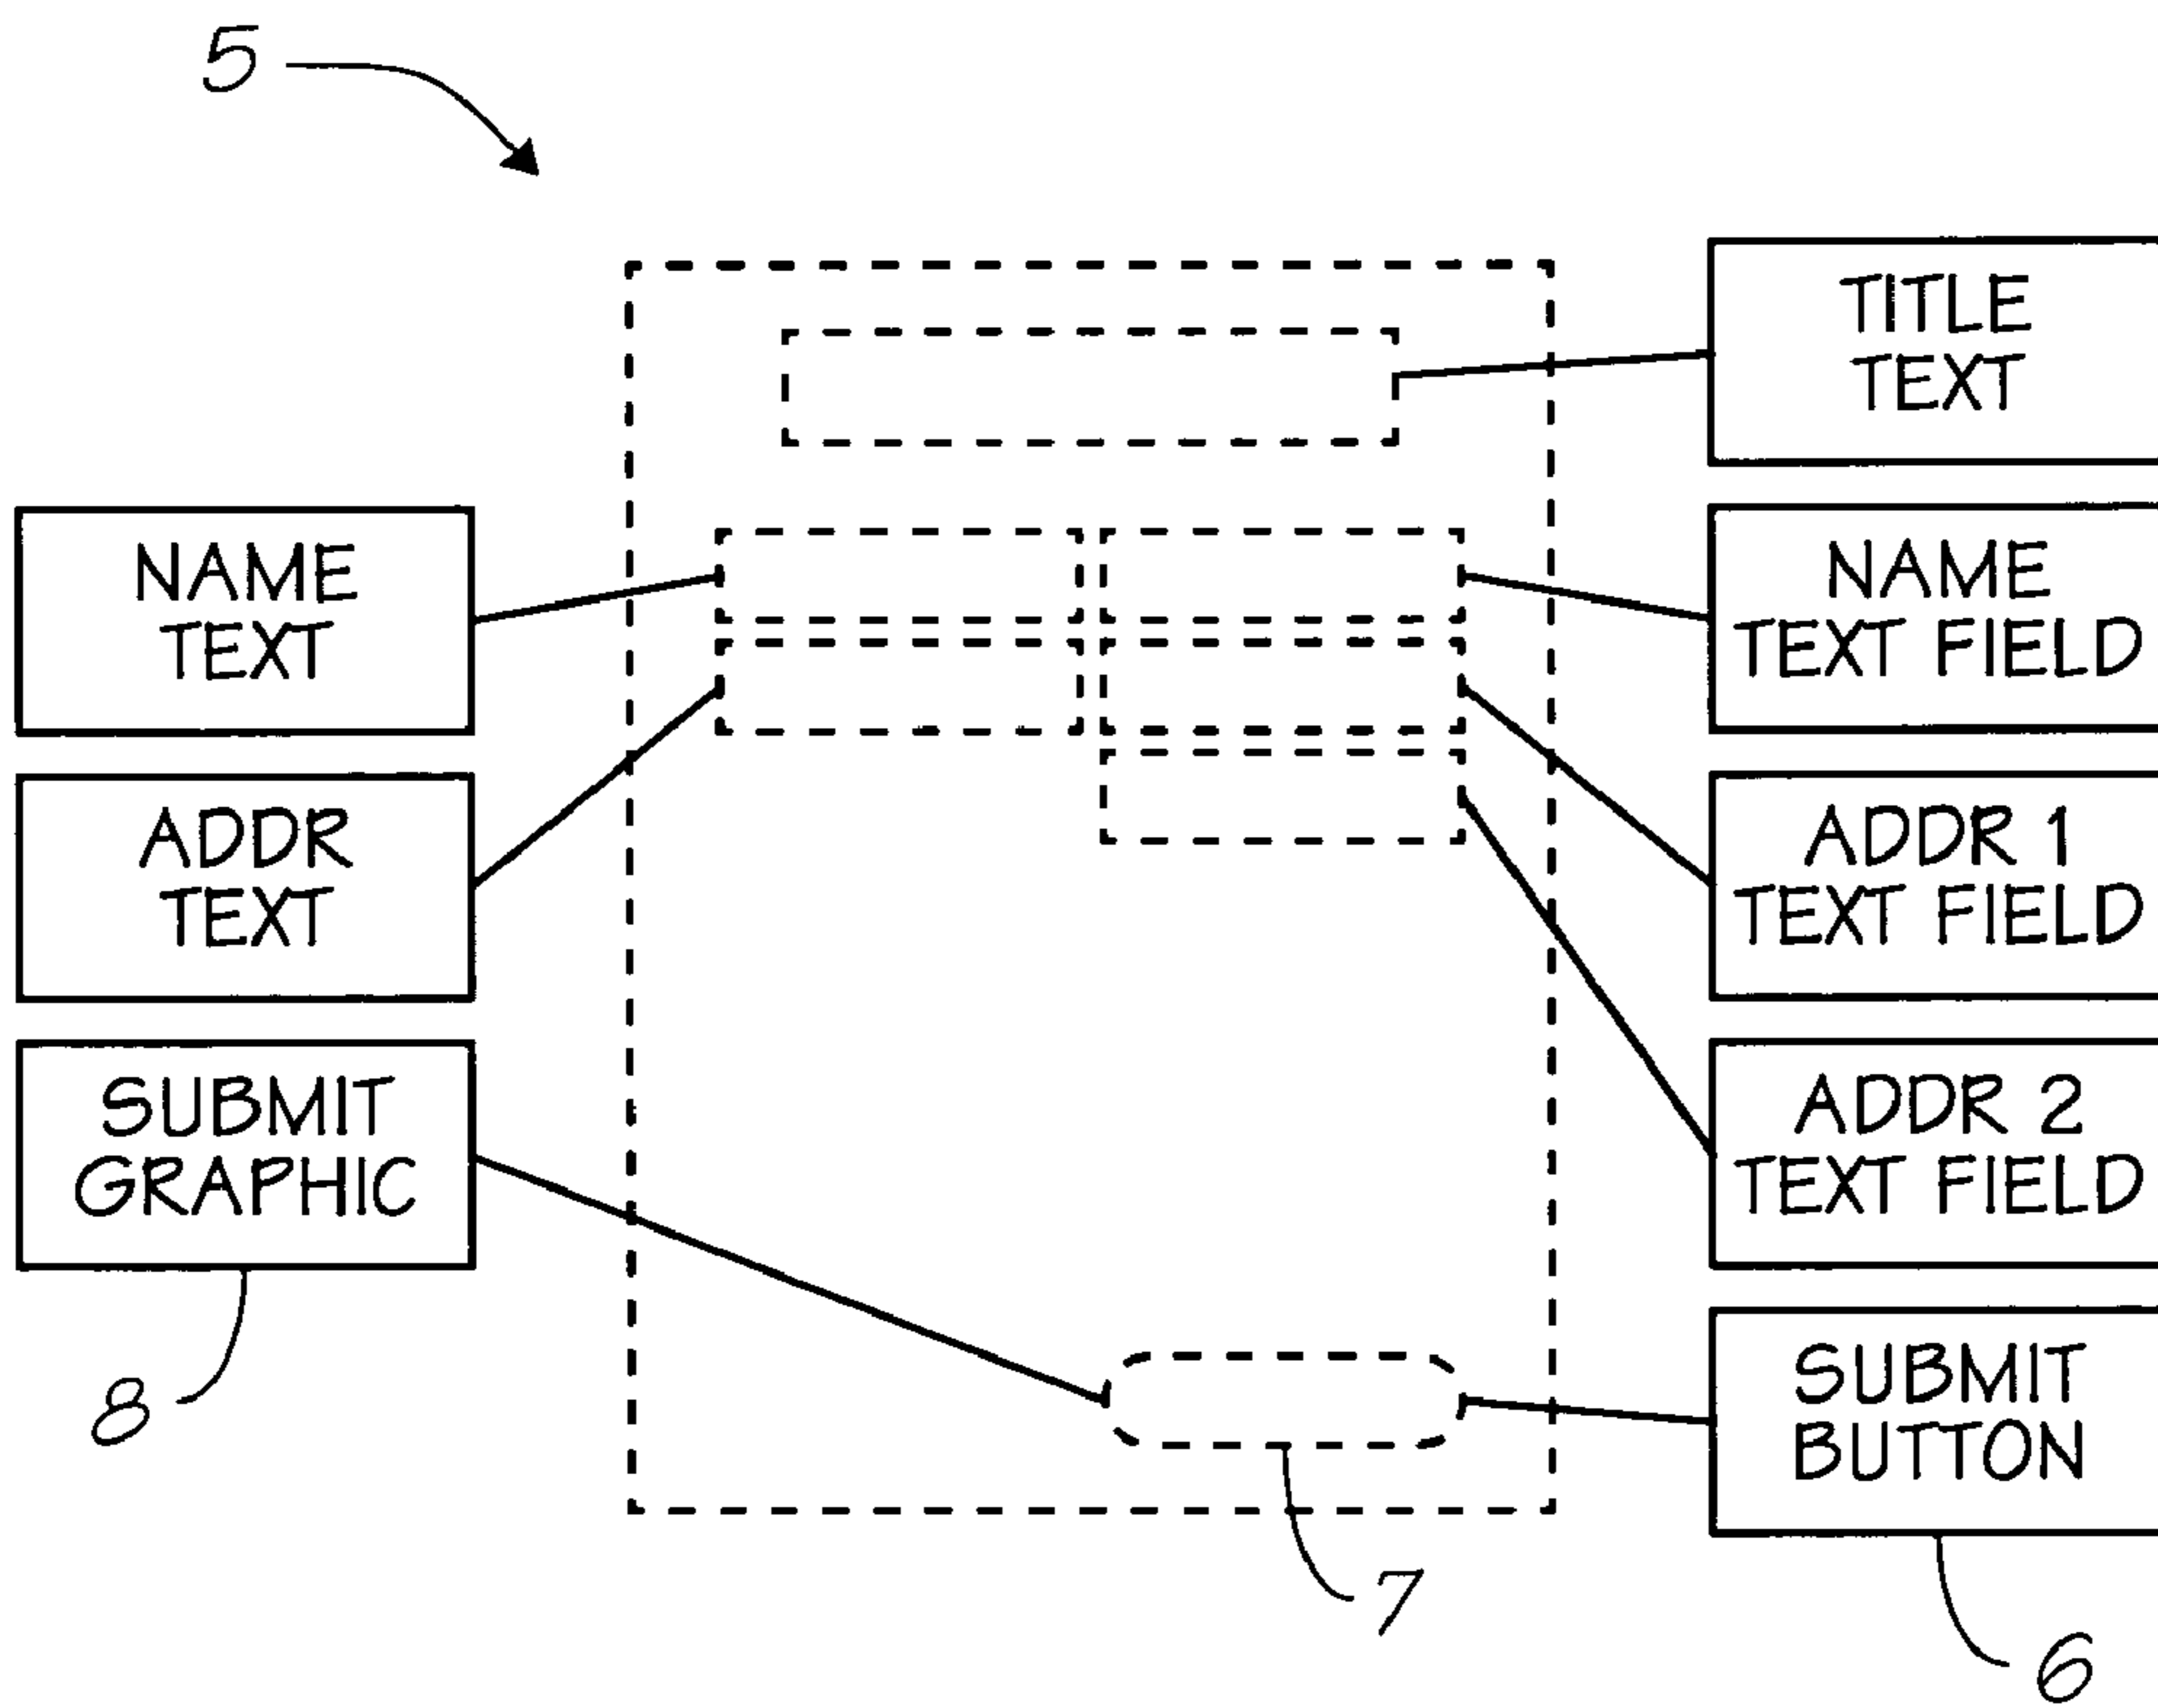 5
TITLE
TEXT
NAME
TEXT
NAME
TEXT FIELD
ADDR
TEXT
ADDR 1
TEXT FIELD
SUBMIT
GRAPHIC
ADDR 2
TEXT FIELD
SUBMIT
BUTTON
8
7
6